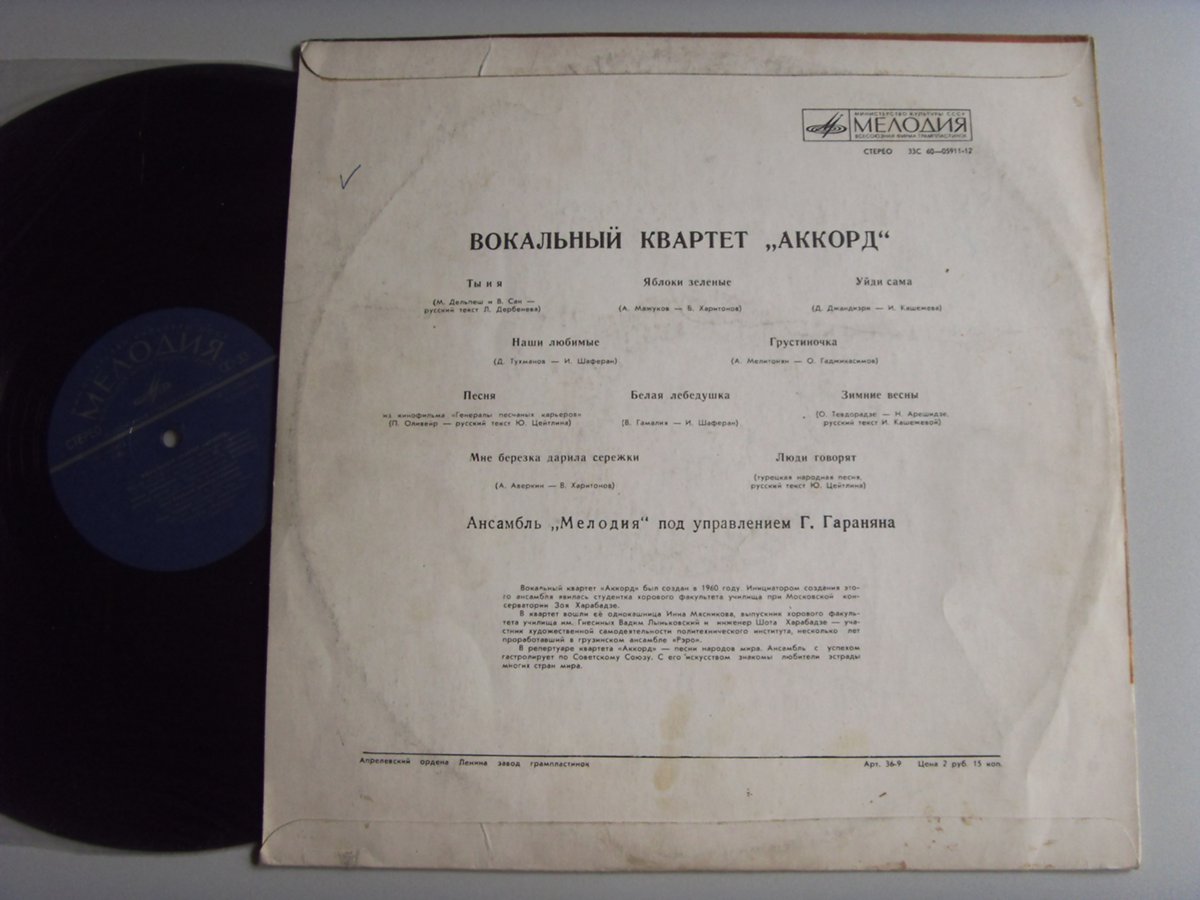 МИНИСТЕРСТВО КУЛЬТУРЫ СССР
МЕЛОДИЯ
ВСЕСОЮЗНАЯ ФИРМА ГРАМПЛАСТИНОК
СТЕРЕО 33С 60—05911-12
ВОКАЛЬНЫЙ КВАРТЕТ „АККОРД“
Ты и я
(М. Дельпеш и В. Сан —
русский текст Л. Дербенева)
Яблоки зеленые
(А. Мажуков — Б. Харитонов)
Уйди сама
(Д. Джандиэри — И. Кашежева)
Наши любимые
(Д. Тухманов — И. Шаферан)
Грустиночка
(А. Мелитонян — О. Гаджикасимов)
Песня
из кинофильма «Генералы песчаных карьеров»
(П. Оливейр — русский текст Ю. Цейтлина)
Белая лебедушка
(В. Гамалия — И. Шаферан)
Зимние весны
(О. Тевдорадзе — Н. Арешидзе,
русский текст И. Кашежевой)
Мне березка дарила сережки
(А. Аверкин — В. Харитонов)
Люди говорят
(турецкая народная песня,
русский текст Ю. Цейтлина)
Ансамбль „Мелодия“ под управлением Г. Гараняна
Вокальный квартет «Аккорд» был создан в 1960 году. Инициатором создания это-
го ансамбля явилась студентка хорового факультета училища при Московской кон-
серватории Зоя Харабадзе.
В квартет вошли её однокашница Инна Мясникова, выпускник хорового факуль-
тета училища им. Гнесиных Вадим Лыньковский и инженер Шота Харабадзе — уча-
стник художественной самодеятельности политехнического института, несколько лет
проработавший в грузинском ансамбле «Рэро».
В репертуаре квартета «Аккорд» — песни народов мира. Ансамбль с успехом
гастролирует по Советскому Союзу. С его искусством знакомы любители эстрады
многих стран мира.
Апрелевский ордена Ленина завод грампластинок
Арт. 36-9 Цена 2 руб. 15 коп.
МЕЛОДИЯ
СТЕРЕО